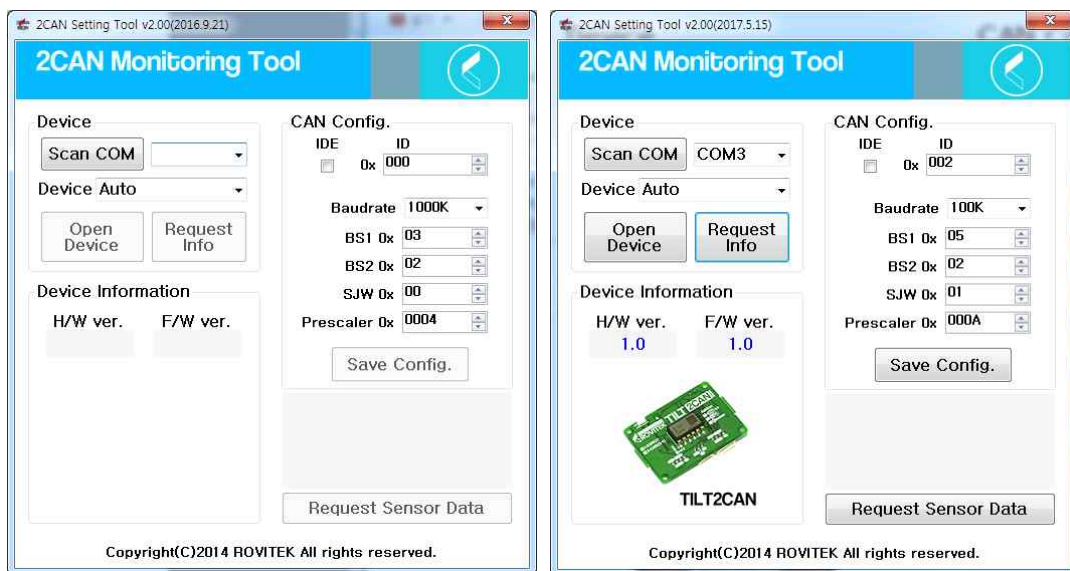 2CAN Setting Tool v2.00(2016.9.21)
2CAN Monitoring Tool
Device
Scan COM
Device Auto
Open Device
Request Info
Device Information
H/W ver. F/W ver.
CAN Config.
IDE ID
0x 000
Baudrate 1000K
BS1 0x 03
BS2 0x 02
SJW 0x 00
Prescaler 0x 0004
Save Config.
Request Sensor Data
Copyright(C)2014 ROVITEK All rights reserved.
2CAN Setting Tool v2.00(2017.5.15)
2CAN Monitoring Tool
Device
Scan COM COM3
Device Auto
Open Device
Request Info
Device Information
H/W ver. F/W ver.
1.0 1.0
TILT2CAN
TILT2CAN
CAN Config.
IDE ID
0x 002
Baudrate 100K
BS1 0x 05
BS2 0x 02
SJW 0x 01
Prescaler 0x 000A
Save Config.
Request Sensor Data
Copyright(C)2014 ROVITEK All rights reserved.